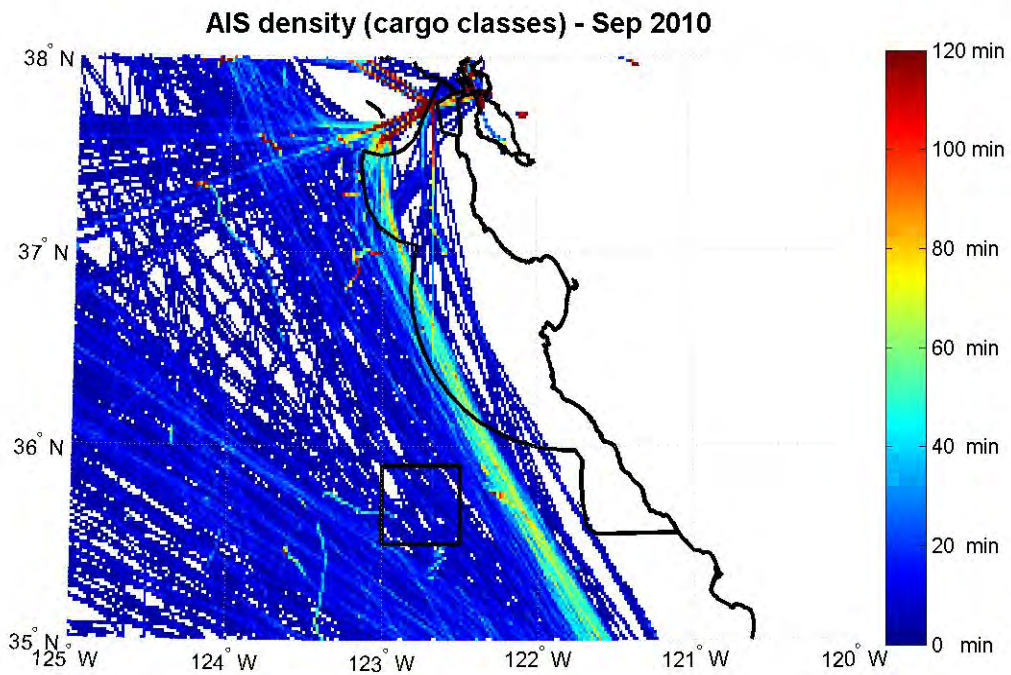 AIS density (cargo classes) - Sep 2010
38° N
37° N
36° N
35° N
125° W
124° W
123° W
122° W
121° W
120° W
120 min
100 min
80 min
60 min
40 min
20 min
0 min